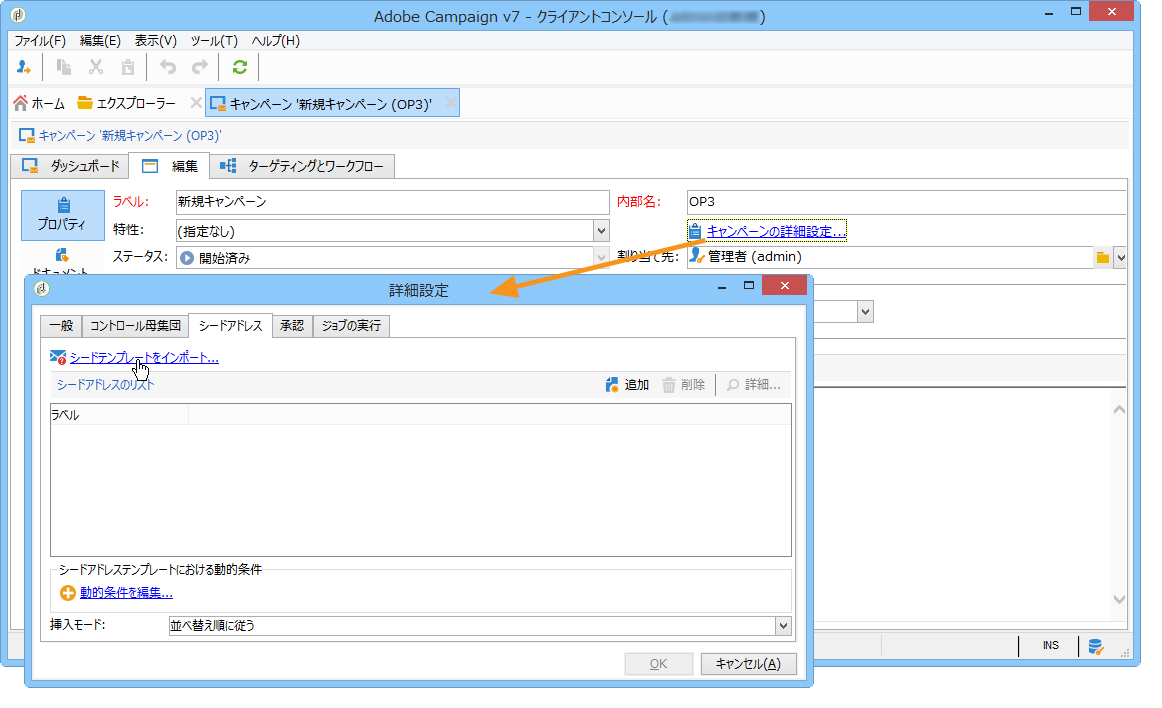 Adobe Campaign v7 - クライアントコンソール ( )
ファイル(F) 編集(E) 表示(V) ツール(T) ヘルプ(H)
ホーム エクスプローラー キャンペーン '新規キャンペーン (OP3)'
キャンペーン '新規キャンペーン (OP3)'
ダッシュボード 編集 ターゲティングとワークフロー
プロパティ
ラベル: 新規キャンペーン 内部名: OP3
特性: (指定なし) キャンペーンの詳細設定...
ステータス: 開始済み 割り当て先: 管理者 (admin)
ドキュメント
詳細設定
一般 コントロール母集団 シードアドレス 承認 ジョブの実行
シードテンプレートをインポート...
シードアドレスのリスト 追加 削除 詳細...
ラベル
シードアドレステンプレートにおける動的条件
動的条件を編集...
挿入モード: 並べ替え順に従う
OK キャンセル(A)
INS